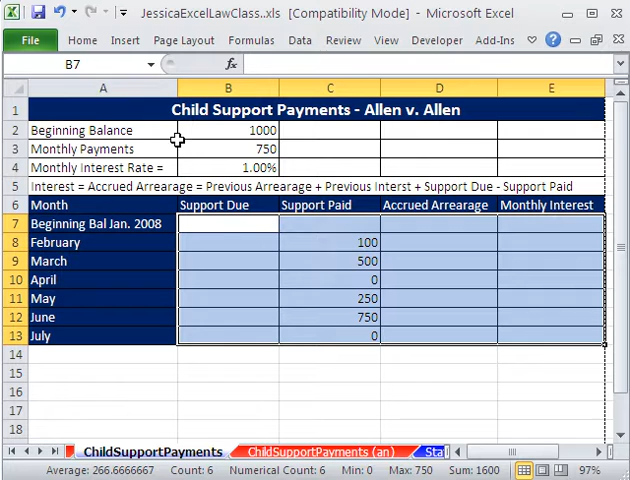 JessicaExcelLawClass..xls [Compatibility Mode] - Microsoft Excel
File Home Insert Page Layout Formulas Data Review View Developer Add-Ins
B7 fx
A B C D E
1 Child Support Payments - Allen v. Allen
2 Beginning Balance 1000
3 Monthly Payments 750
4 Monthly Interest Rate = 1.00%
5 Interest = Accrued Arrearage = Previous Arrearage + Previous Interst + Support Due - Support Paid
6 Month Support Due Support Paid Accrued Arrearage Monthly Interest
7 Beginning Bal Jan. 2008
8 February 100
9 March 500
10 April 0
11 May 250
12 June 750
13 July 0
14
15
16
17
18
ChildSupportPayments ChildSupportPayments (an) Stat
Average: 266.6666667 Count: 6 Numerical Count: 6 Min: 0 Max: 750 Sum: 1600 97%